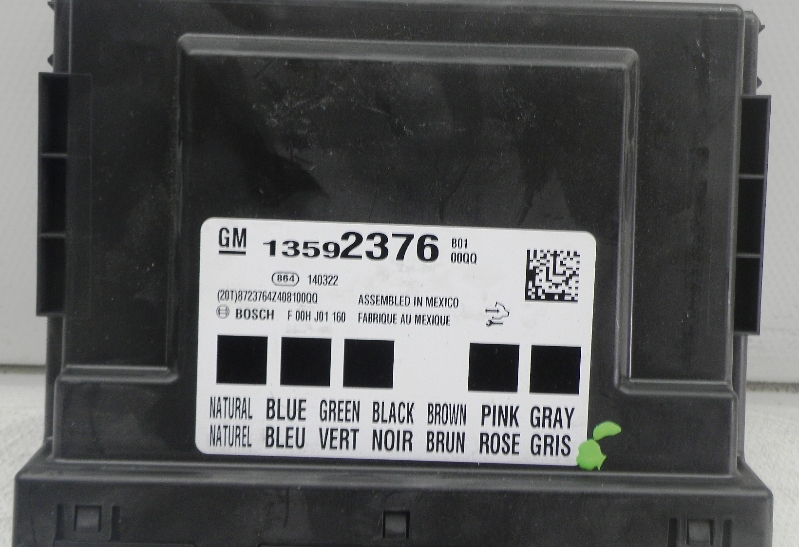 GM 13592376 B01
00QQ
864 140322
(20T)8723764Z408100QQ ASSEMBLED IN MEXICO
BOSCH F 00H J01 160 FABRIQUE AU MEXIQUE
NATURAL BLUE GREEN BLACK BROWN PINK GRAY
NATUREL BLEU VERT NOIR BRUN ROSE GRIS